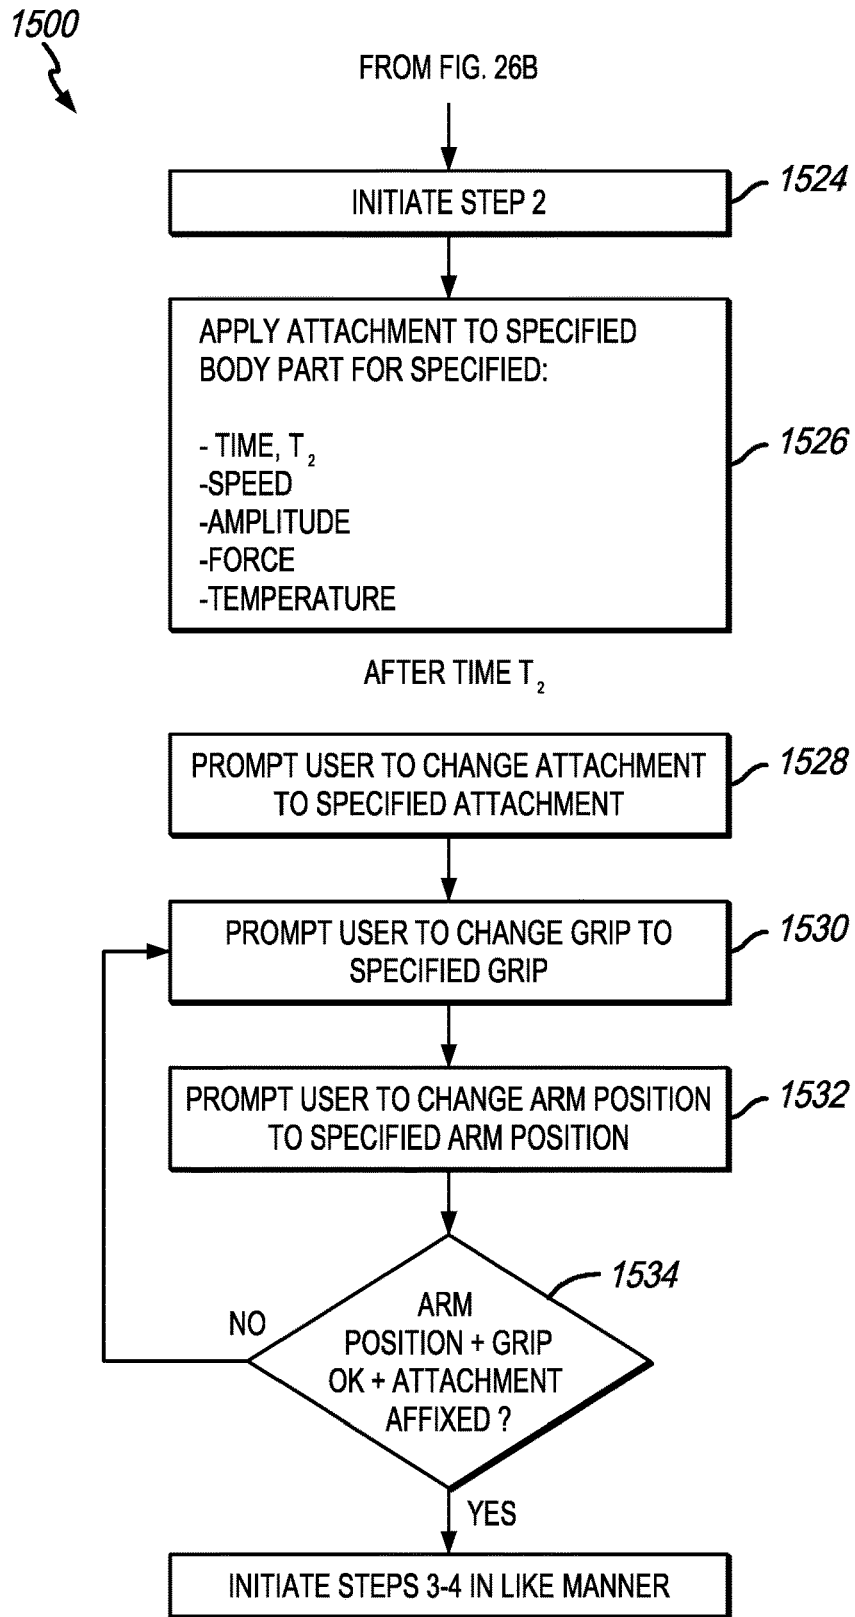 1500
FROM FIG. 26B
INITIATE STEP 2
1524
APPLY ATTACHMENT TO SPECIFIED
BODY PART FOR SPECIFIED:
- TIME, T₂
-SPEED
-AMPLITUDE
-FORCE
-TEMPERATURE
1526
AFTER TIME T₂
PROMPT USER TO CHANGE ATTACHMENT
TO SPECIFIED ATTACHMENT
1528
PROMPT USER TO CHANGE GRIP TO
SPECIFIED GRIP
1530
PROMPT USER TO CHANGE ARM POSITION
TO SPECIFIED ARM POSITION
1532
1534
NO
ARM
POSITION + GRIP
OK + ATTACHMENT
AFFIXED ?
YES
INITIATE STEPS 3-4 IN LIKE MANNER